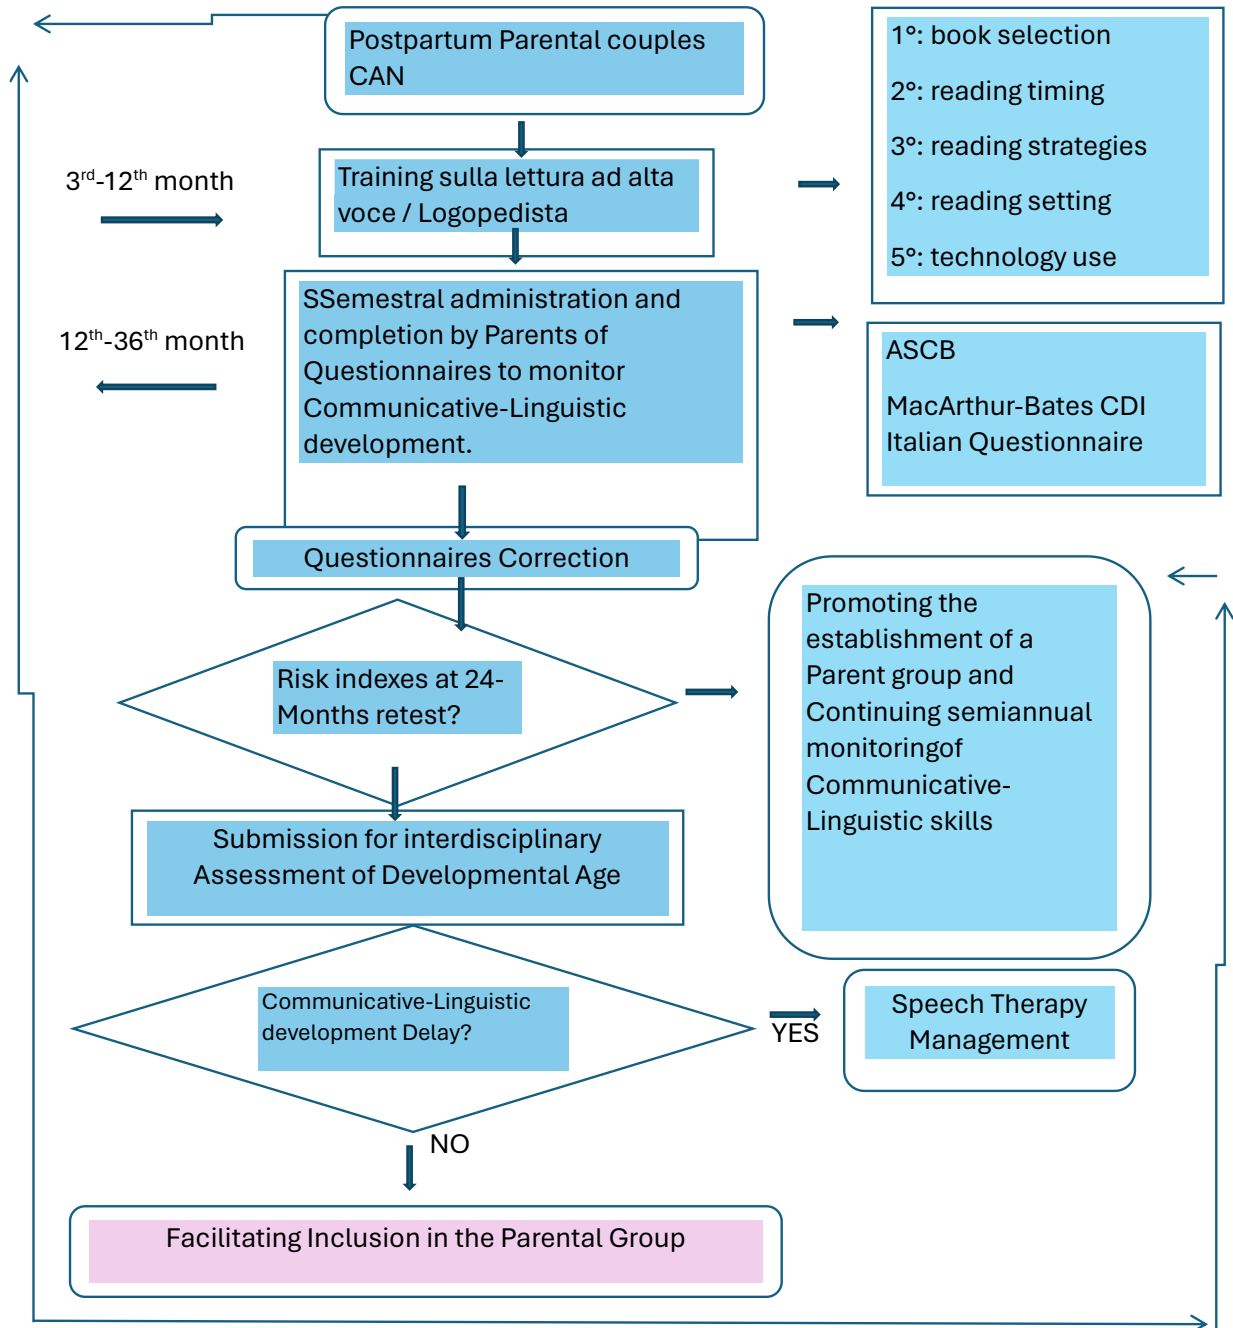 Postpartum Parental couples
CAN
1°: book selection
2°: reading timing
3°: reading strategies
4°: reading setting
5°: technology use
3rd-12th month
Training sulla lettura ad alta
voce / Logopedista
12th-36th month
SSemestral administration and
completion by Parents of
Questionnaires to monitor
Communicative-Linguistic
development.
ASCB
MacArthur-Bates CDI
Italian Questionnaire
Questionnaires Correction
Risk indexes at 24-
Months retest?
Promoting the
establishment of a
Parent group and
Continuing semiannual
monitoringof
Communicative-
Linguistic skills
Submission for interdisciplinary
Assessment of Developmental Age
Communicative-Linguistic
development Delay?
YES
Speech Therapy
Management
NO
Facilitating Inclusion in the Parental Group